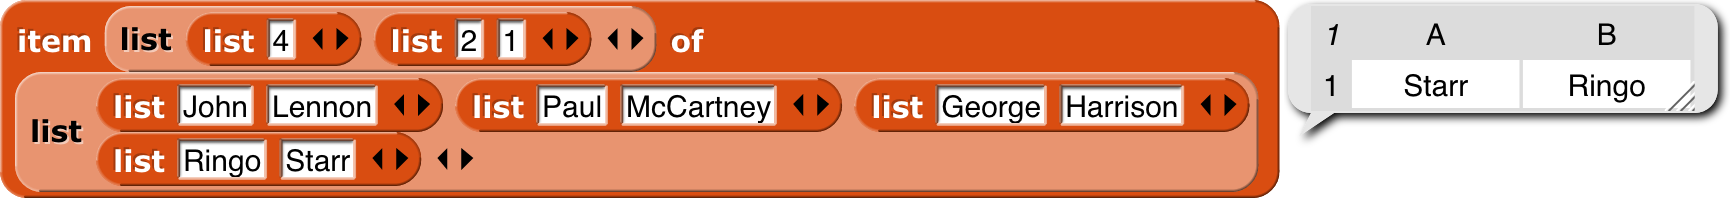 item list list 4 list 2 1 of
list John Lennon list Paul McCartney list George Harrison
list
list Ringo Starr
1 A B
1 Starr Ringo